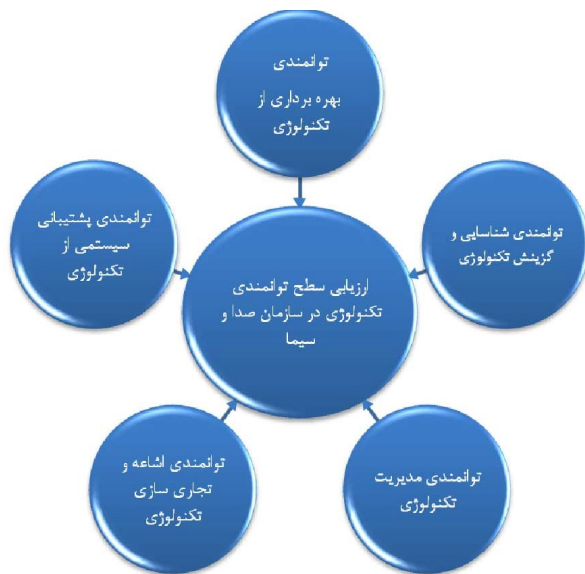 توانمندی
بهره برداری از
تکنولوژی
توانمندی شناسایی و
گزینش تکنولوژی
توانمندی پشتیبانی
سیستمی از
تکنولوژی
ارزیابی سطح توانمندی
تکنولوژی در سازمان صدا و
سیما
توانمندی مدیریت
تکنولوژی
توانمندی اشاعه و
تجاری سازی
تکنولوژی